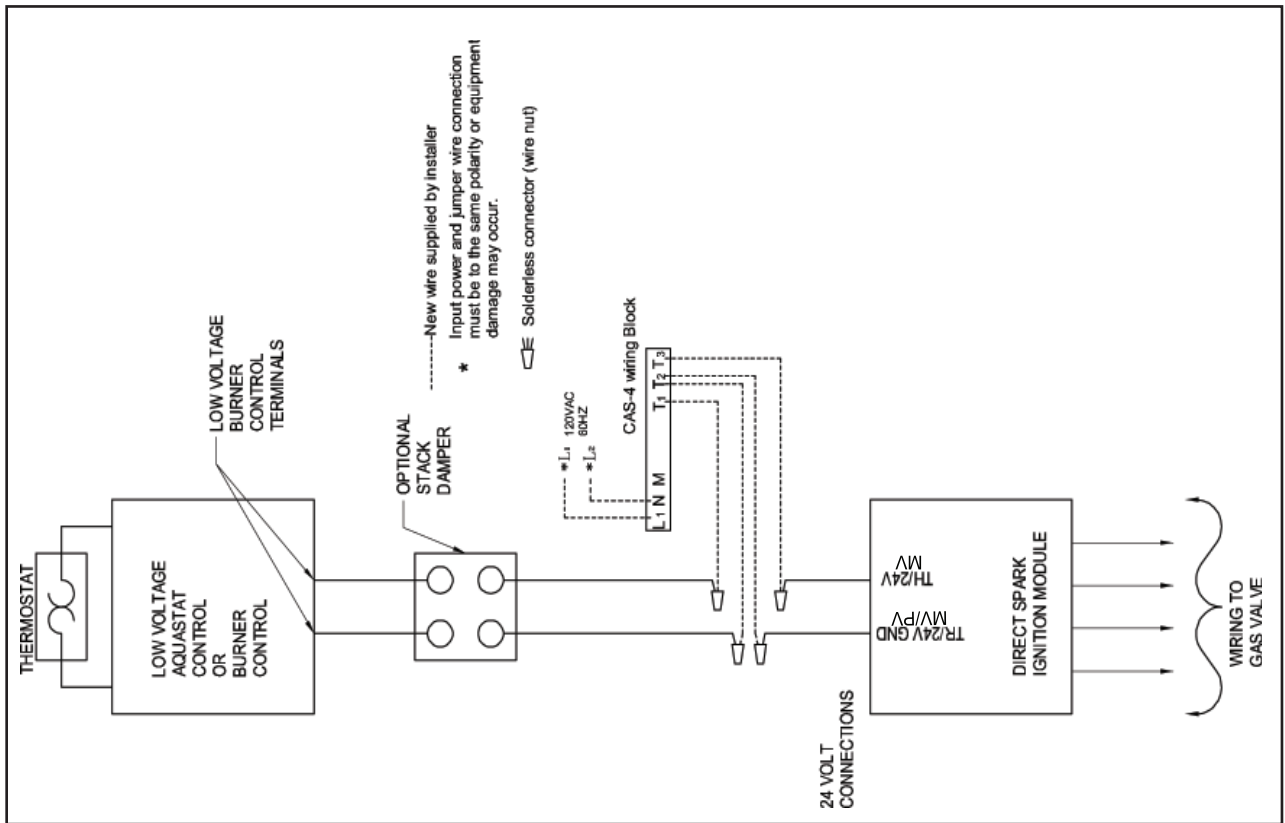 THERMOSTAT
LOW VOLTAGE
AQUASTAT
CONTROL
OR
BURNER
CONTROL
LOW VOLTAGE
BURNER
CONTROL
TERMINALS
OPTIONAL
STACK
DAMPER
New wire supplied by installer
* Input power and jumper wire connection
must be to the same polarity or equipment
damage may occur.
Solderless connector (wire nut)
*L1 120VAC
60HZ
*L2
CAS-4 wiring Block
L1 N M T1 T2 T2 T3
24 VOLT
CONNECTIONS
TR/24V GND
MV/PV
TH/24V
MV
DIRECT SPARK
IGNITION MODULE
WIRING TO
GAS VALVE